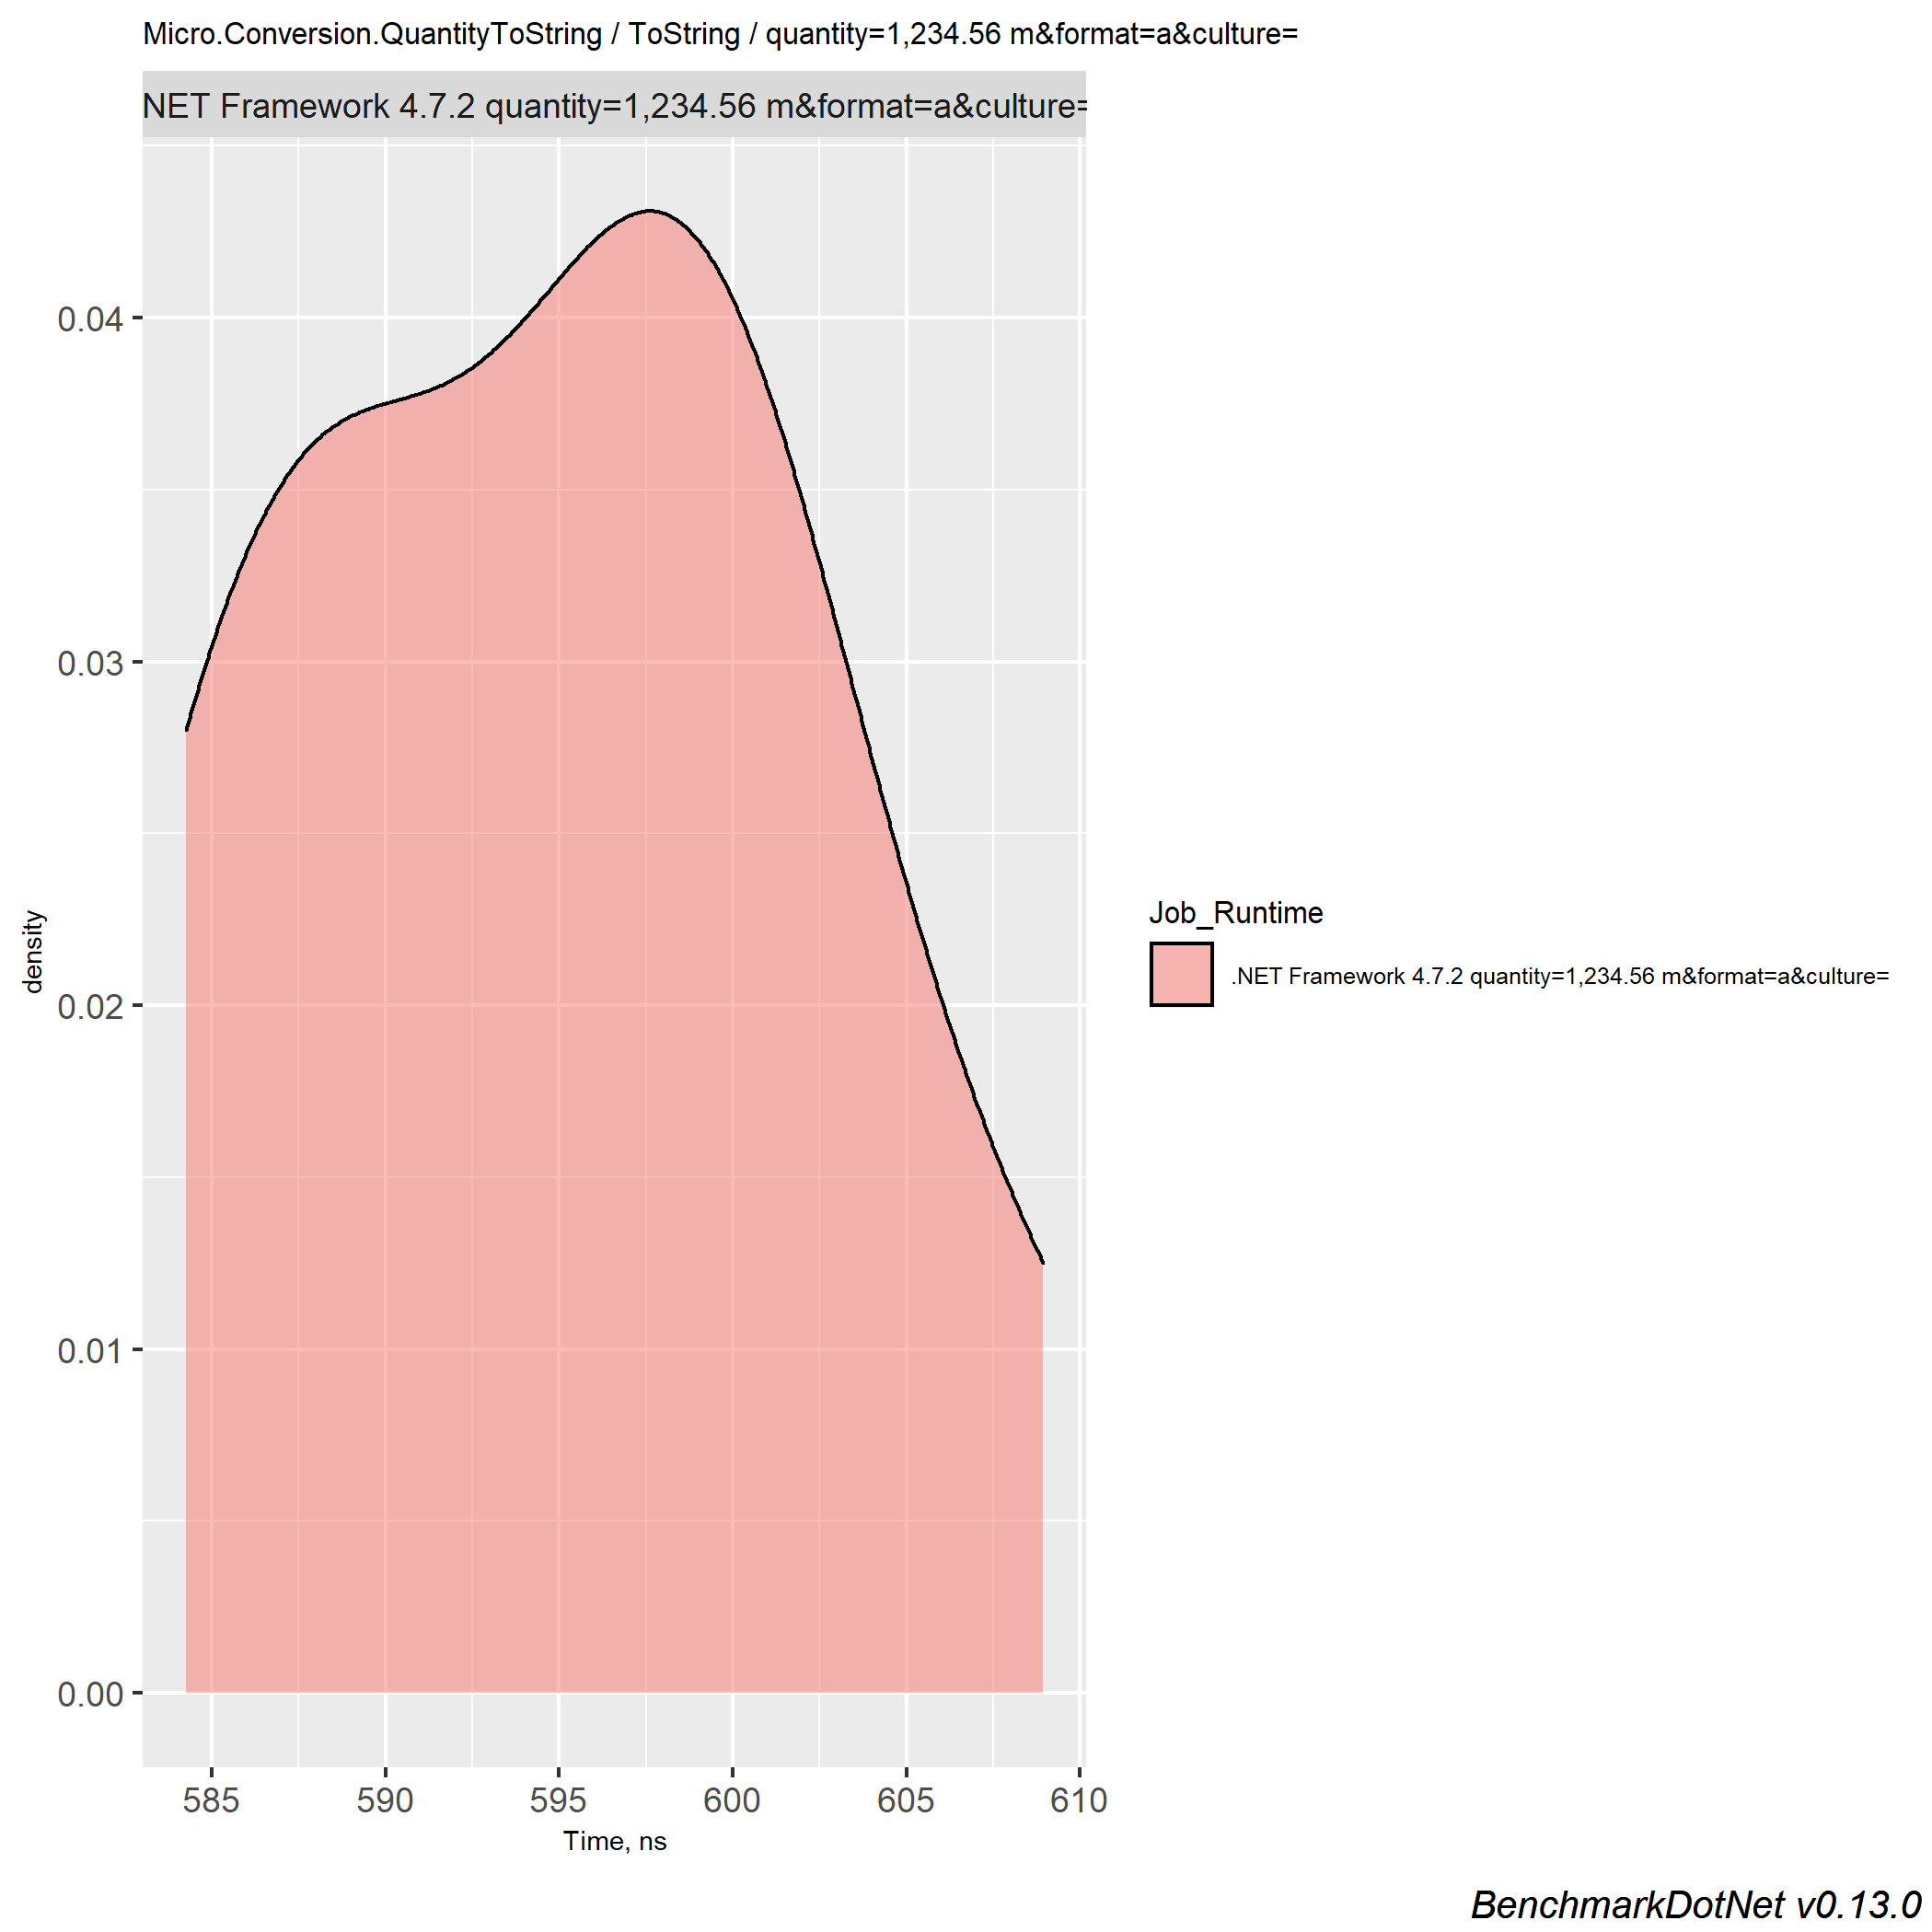 Micro.Conversion.QuantityToString / ToString / quantity=1,234.56 m&format=a&culture=
NET Framework 4.7.2 quantity=1,234.56 m&format=a&culture=
0.04
0.03
0.02
0.01
0.00
density
585 590 595 600 605 610
Time, ns
Job_Runtime
.NET Framework 4.7.2 quantity=1,234.56 m&format=a&culture=
BenchmarkDotNet v0.13.0